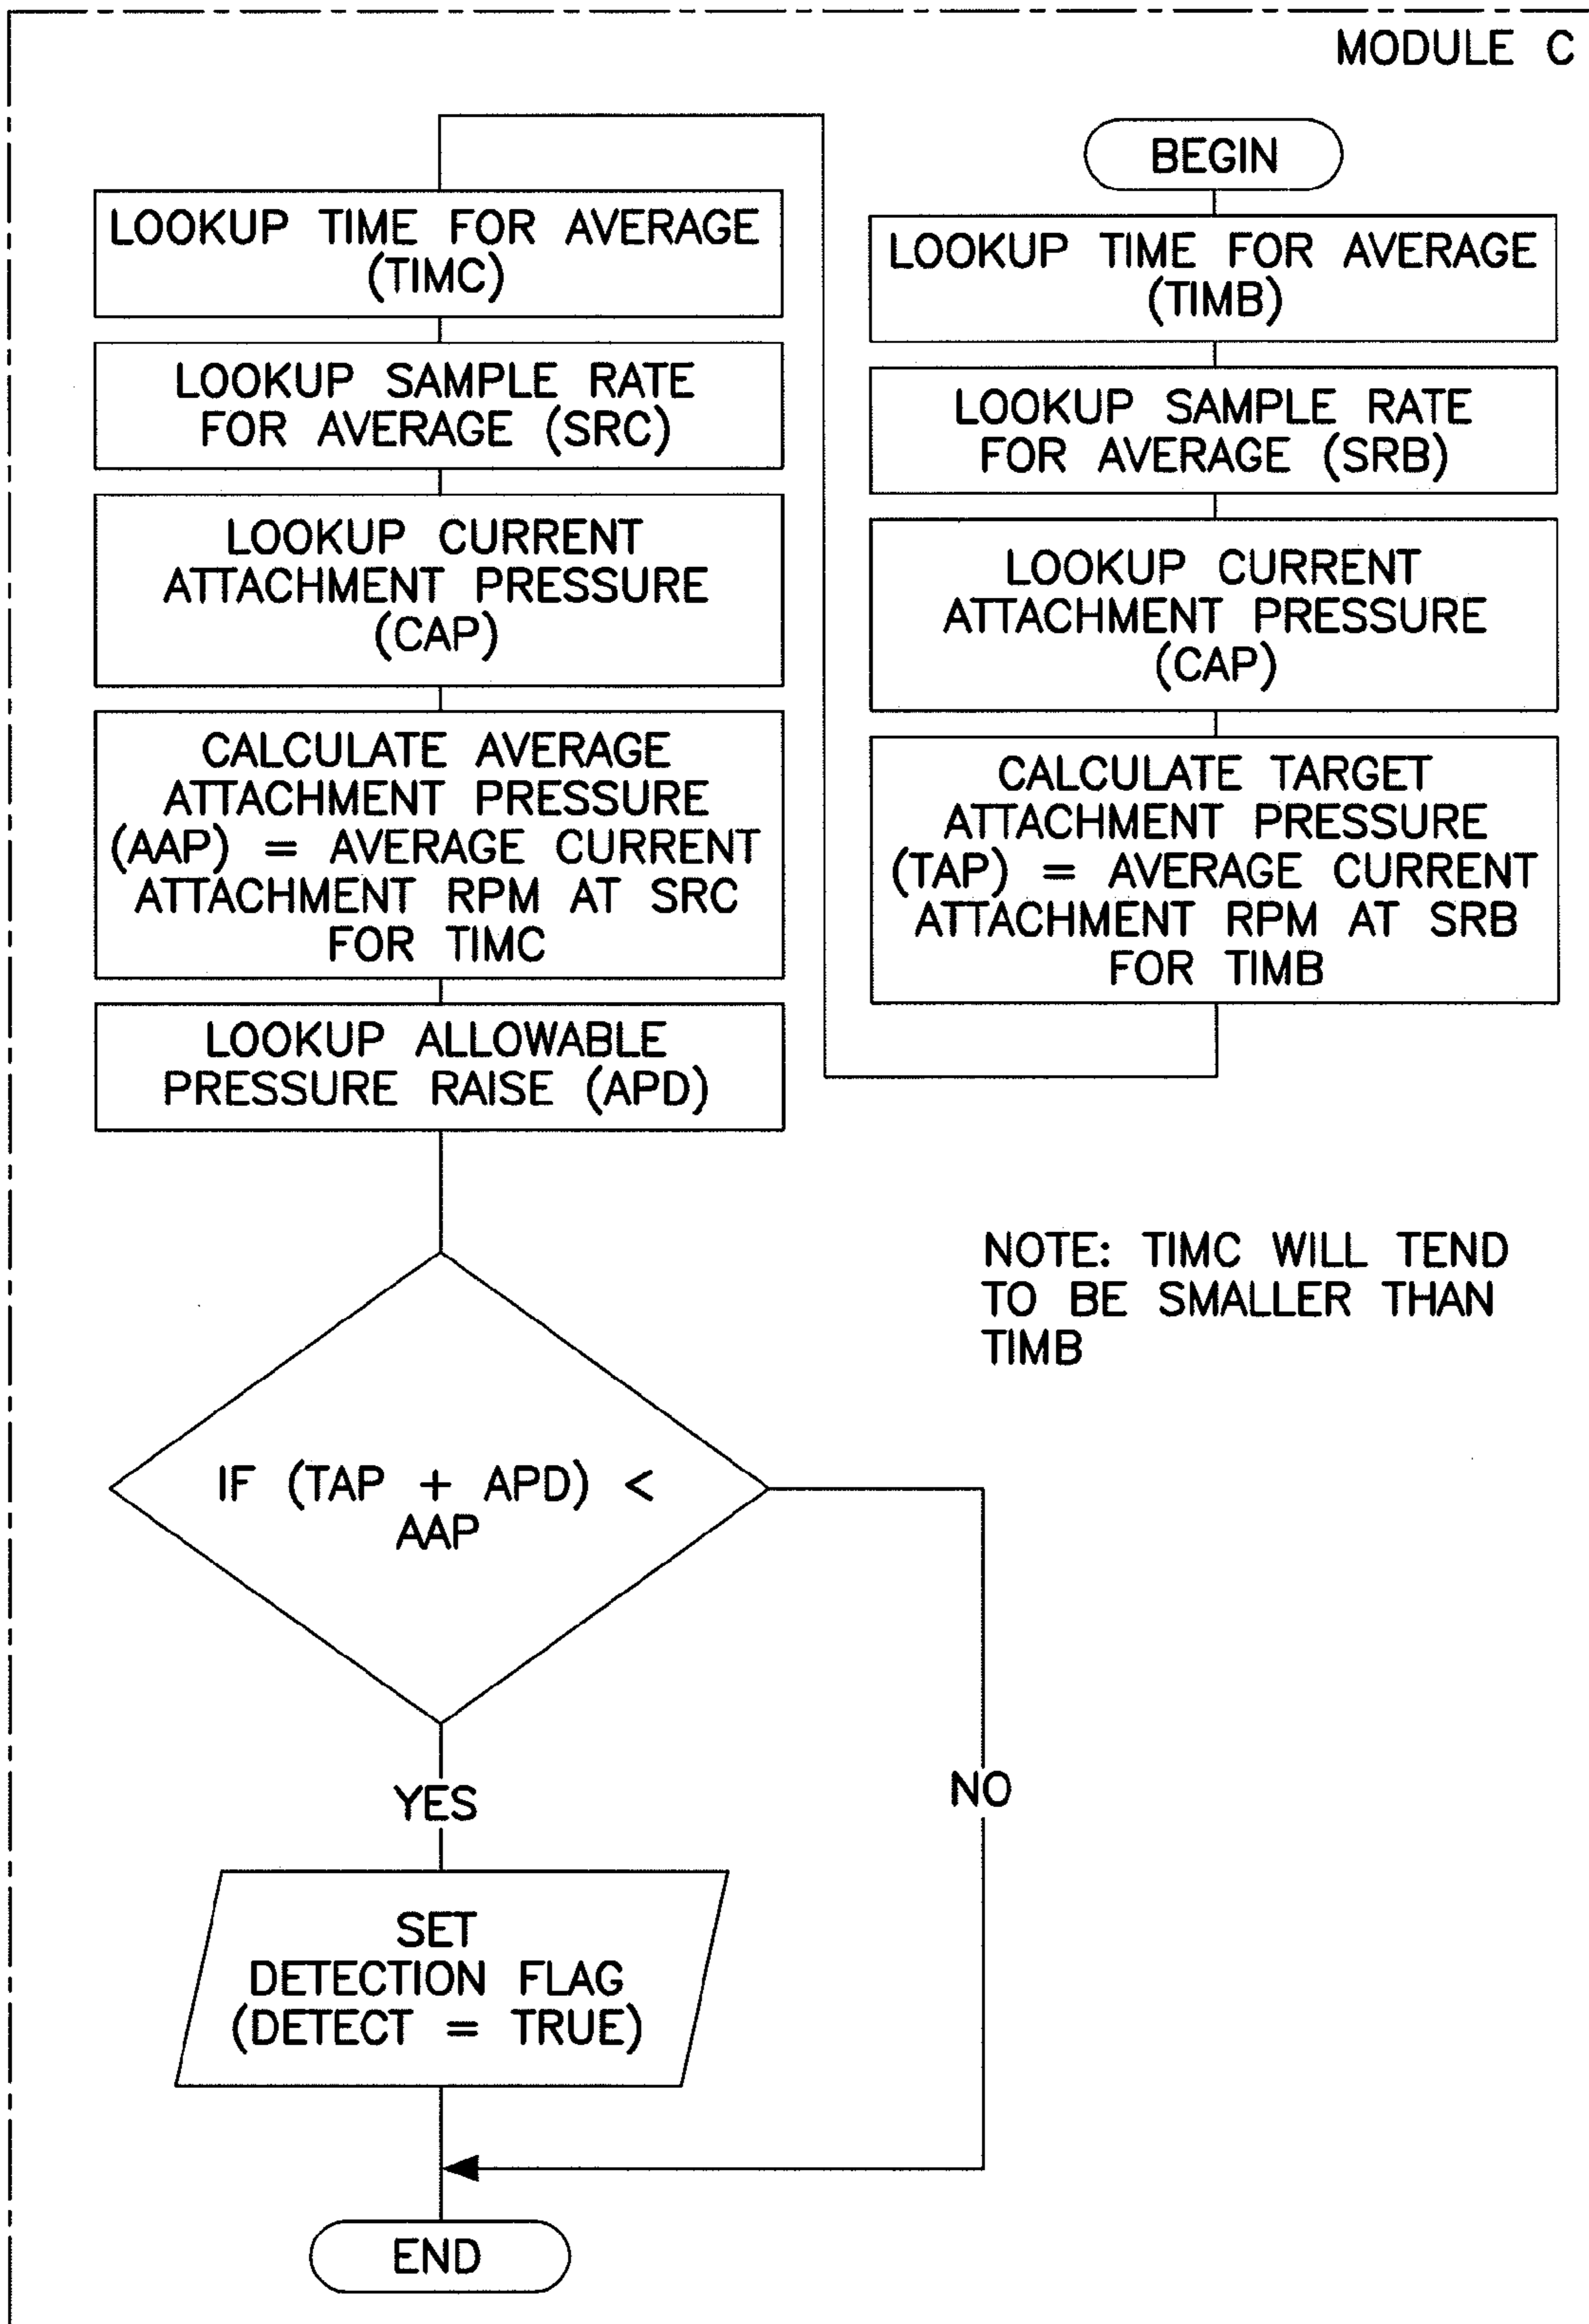 MODULE C
BEGIN
LOOKUP TIME FOR AVERAGE
(TIMB)
LOOKUP SAMPLE RATE
FOR AVERAGE (SRB)
LOOKUP CURRENT
ATTACHMENT PRESSURE
(CAP)
CALCULATE TARGET
ATTACHMENT PRESSURE
(TAP) = AVERAGE CURRENT
ATTACHMENT RPM AT SRB
FOR TIMB
LOOKUP TIME FOR AVERAGE
(TIMC)
LOOKUP SAMPLE RATE
FOR AVERAGE (SRC)
LOOKUP CURRENT
ATTACHMENT PRESSURE
(CAP)
CALCULATE AVERAGE
ATTACHMENT PRESSURE
(AAP) = AVERAGE CURRENT
ATTACHMENT RPM AT SRC
FOR TIMC
LOOKUP ALLOWABLE
PRESSURE RAISE (APD)
NOTE: TIMC WILL TEND
TO BE SMALLER THAN
TIMB
IF (TAP + APD) <
AAP
YES
NO
SET
DETECTION FLAG
(DETECT = TRUE)
END